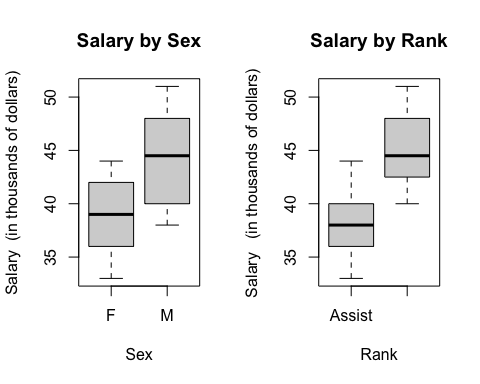 Salary by Sex
Salary (in thousands of dollars)
50
45
40
35
F M
Sex
Salary by Rank
Salary (in thousands of dollars)
50
45
40
35
Assist
Rank